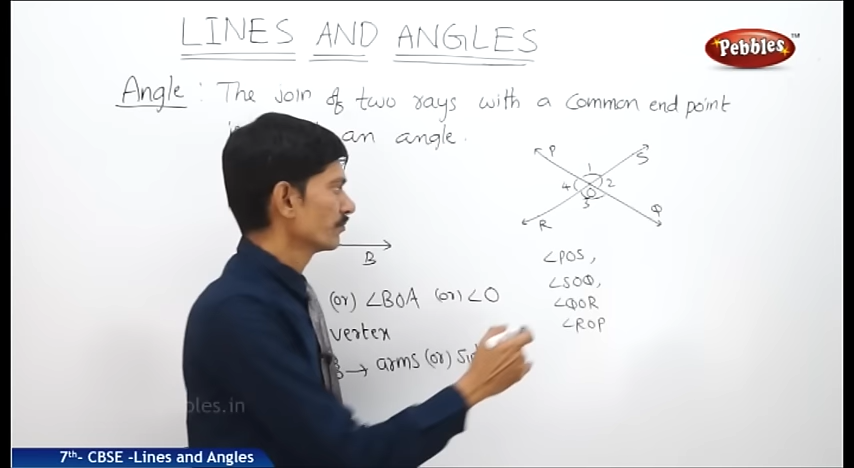 LINES AND ANGLES
Pebbles™
Angle : The join of two rays with a common end point
an angle.
P
S
1
4
2
O
3
R
Q
B
∠POS,
∠SOQ,
∠QOR
∠ROP
(or) ∠BOA (or) ∠O
vertex
→ arms (or)
7th- CBSE -Lines and Angles